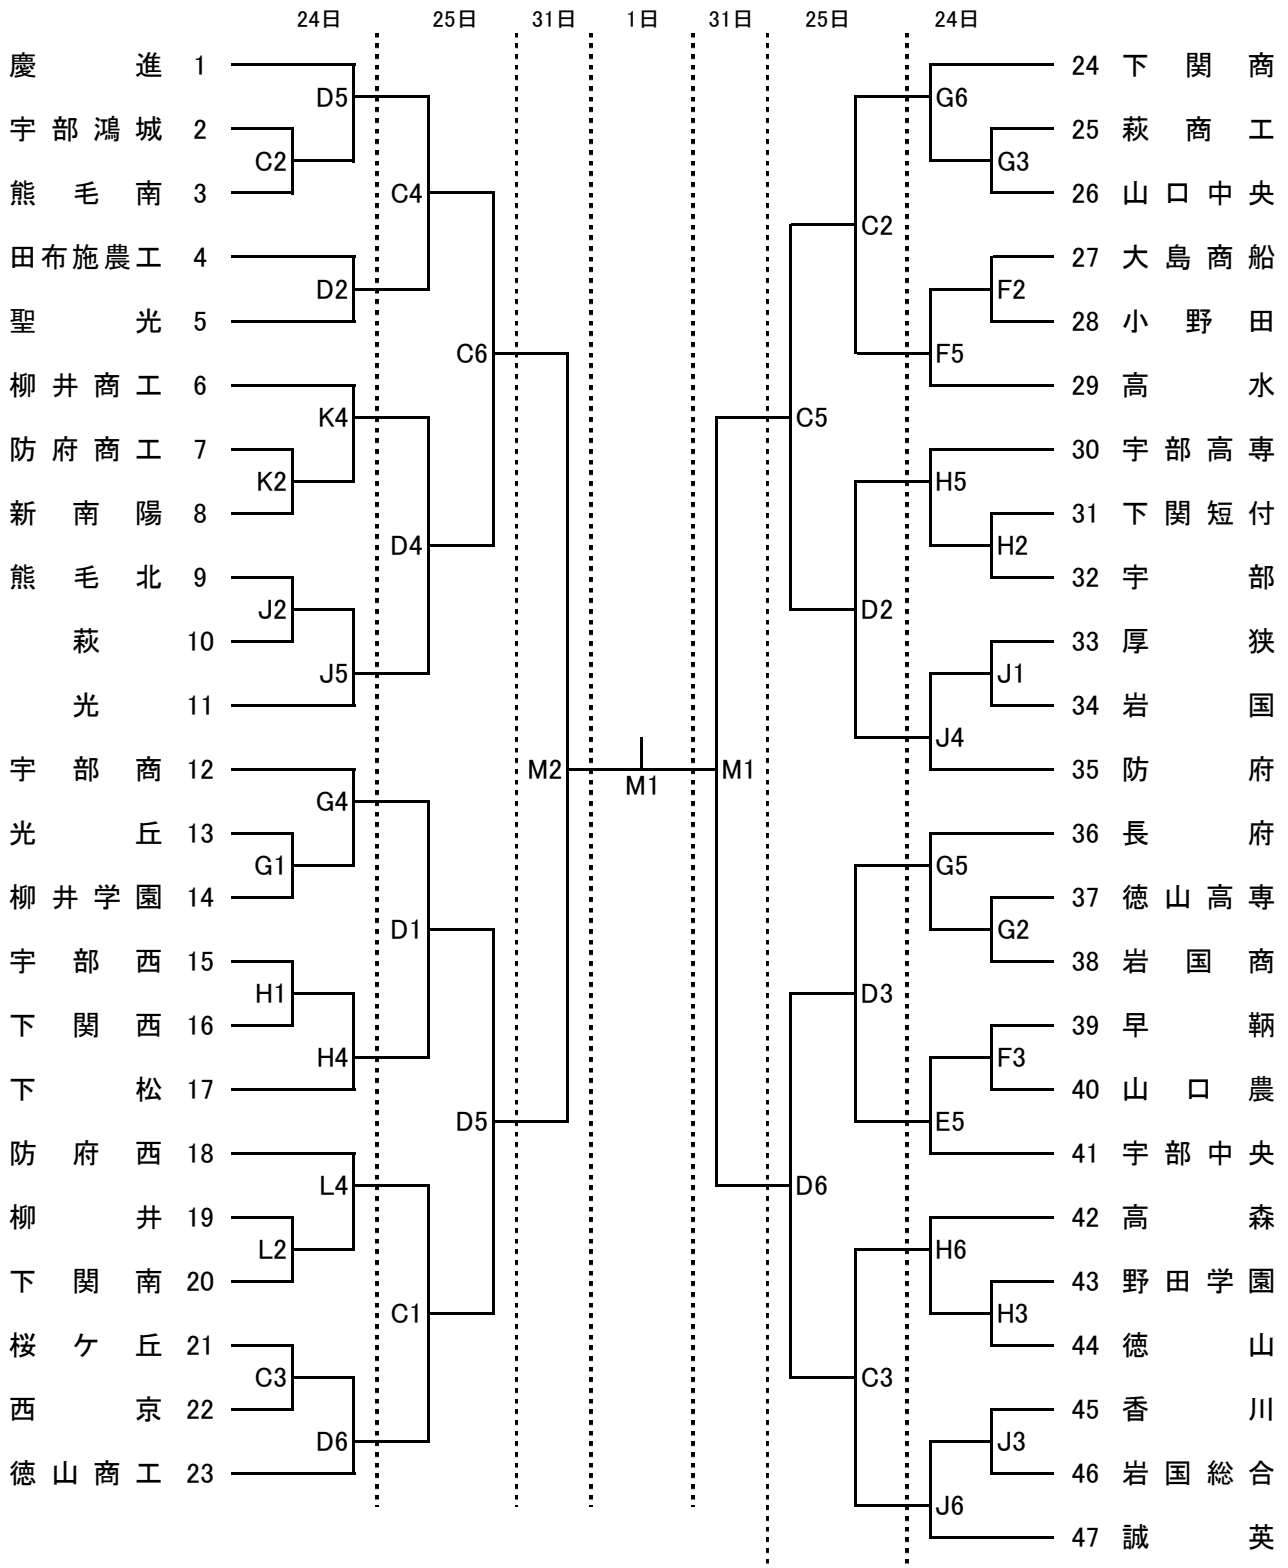 24日 25日 31日 1日 31日 25日 24日
慶進 1
D5
宇部鴻城 2
C2
熊毛南 3
C4
田布施農工 4
D2
聖光 5
C6
柳井商工 6
K4
防府商工 7
K2
新南陽 8
D4
熊毛北 9
J2
萩 10
J5
光 11
宇部商 12
M2
G4
光丘 13
G1
柳井学園 14
D1
宇部西 15
H1
下関西 16
H4
下松 17
D5
防府西 18
L4
柳井 19
L2
下関南 20
C1
桜ケ丘 21
C3
西京 22
D6
徳山商工 23
M1
24 下関商
G6
25 萩商工
G3
26 山口中央
C2
27 大島商船
F2
28 小野田
F5
29 高水
C5
30 宇部高専
H5
31 下関短付
H2
32 宇部
D2
33 厚狭
J1
34 岩国
J4
35 防府
M1
36 長府
G5
37 徳山高専
G2
38 岩国商
D3
39 早鞆
F3
40 山口農
E5
41 宇部中央
D6
42 高森
H6
43 野田学園
H3
44 徳山
C3
45 香川
J3
46 岩国総合
J6
47 誠英